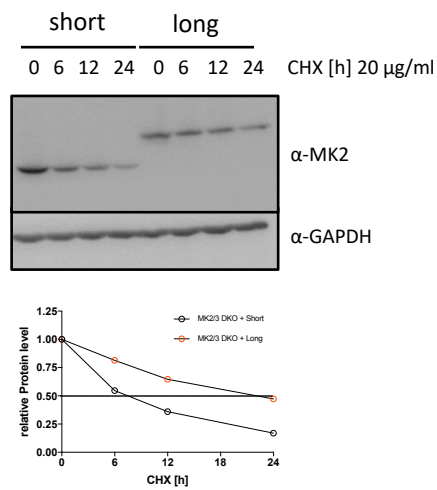 short long
0 6 12 24 0 6 12 24 CHX [h] 20 µg/ml
α-MK2
α-GAPDH
1.25
1.00
0.75
0.50
0.25
0.00
relative Protein level
MK2/3 DKO + Short
MK2/3 DKO + Long
0 6 12 18 24
CHX [h]